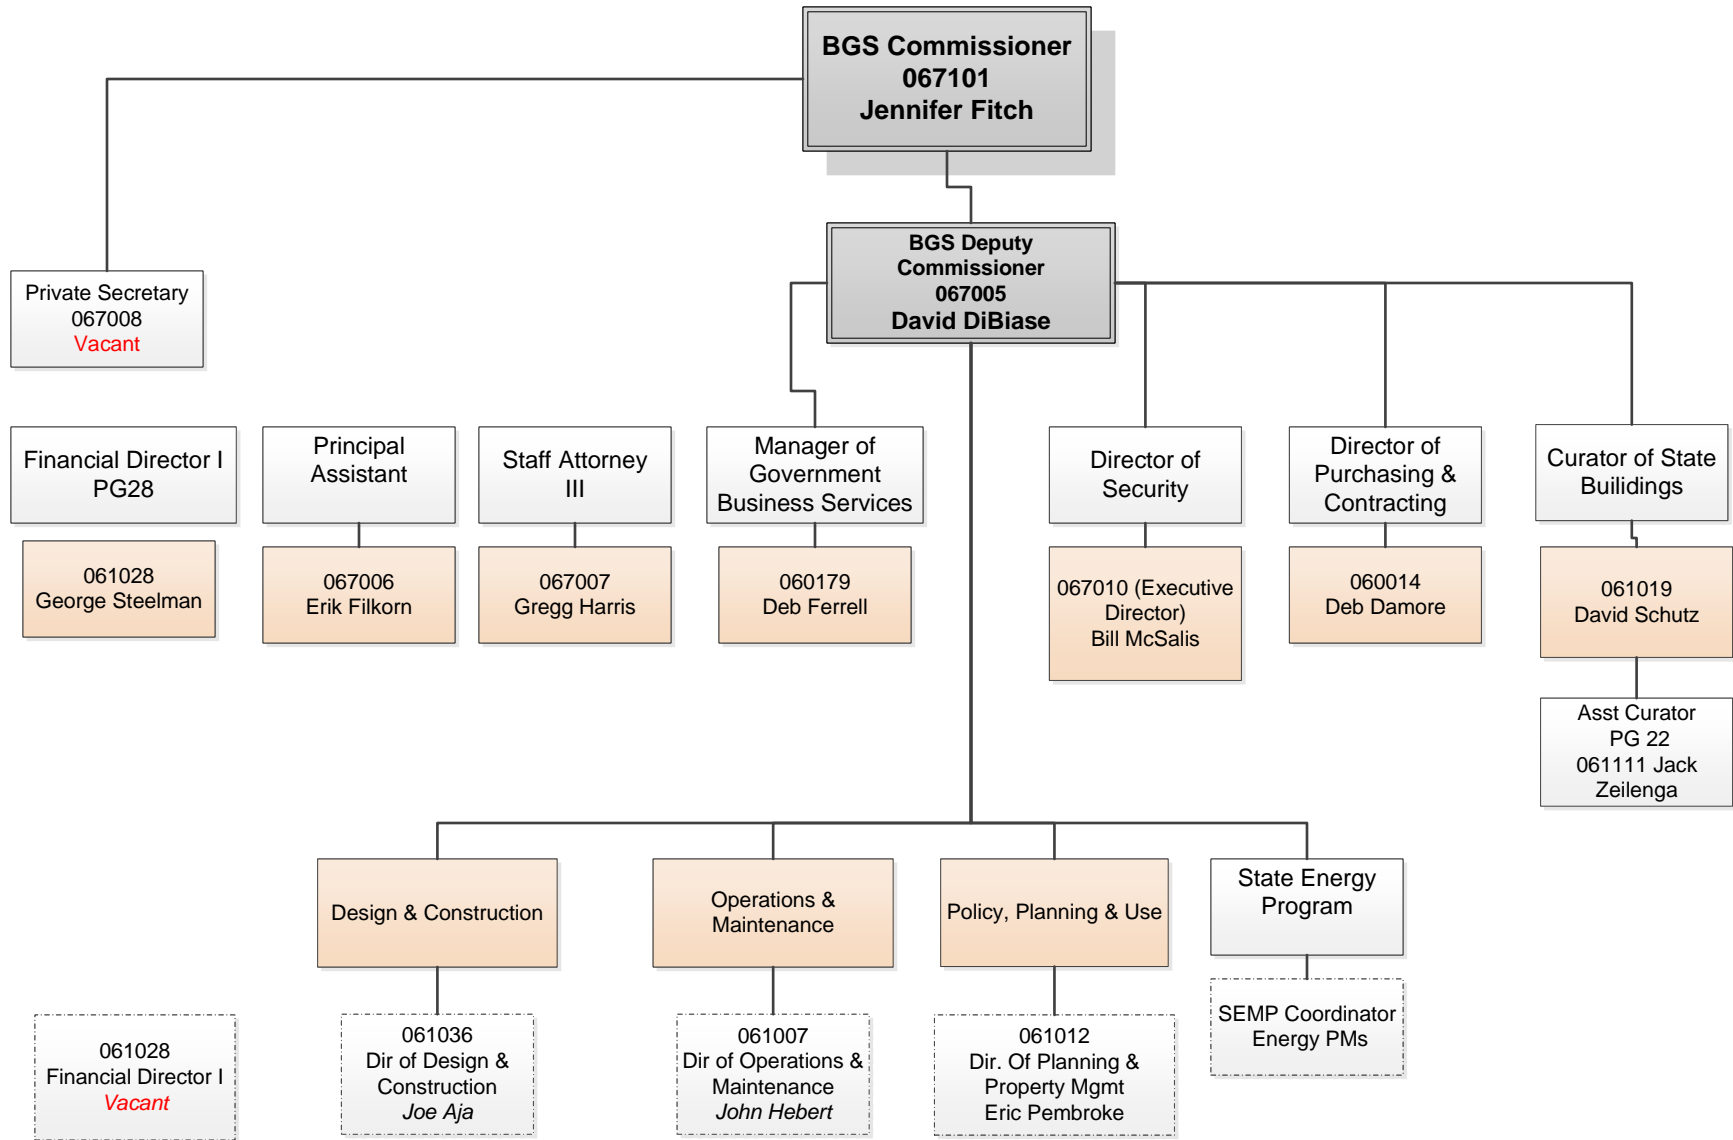 BGS Commissioner
067101
Jennifer Fitch
BGS Deputy
Commissioner
067005
David DiBiase
Private Secretary
067008
Vacant
Financial Director I
PG28
Principal
Assistant
Staff Attorney
III
Manager of
Government
Business Services
Director of
Security
Director of
Purchasing &
Contracting
Curator of State
Builidings
061028
George Steelman
067006
Erik Filkorn
067007
Gregg Harris
060179
Deb Ferrell
067010 (Executive
Director)
Bill McSalis
060014
Deb Damore
061019
David Schutz
Asst Curator
PG 22
061111 Jack
Zeilenga
Design & Construction
Operations &
Maintenance
Policy, Planning & Use
State Energy
Program
061028
Financial Director I
Vacant
061036
Dir of Design &
Construction
Joe Aja
061007
Dir of Operations &
Maintenance
John Hebert
061012
Dir. Of Planning &
Property Mgmt
Eric Pembroke
SEMP Coordinator
Energy PMs